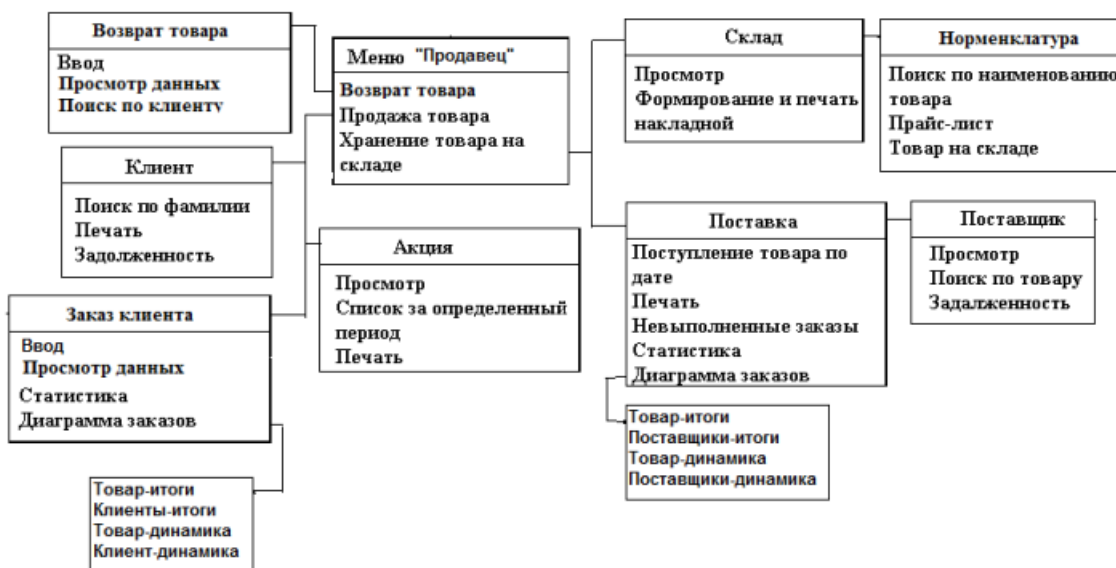 Возврат товара
Ввод
Просмотр данных
Поиск по клиенту
Меню "Продавец"
Возврат товара
Продажа товара
Хранение товара на
складе
Склад
Просмотр
Формирование и печать
накладной
Норменклатура
Поиск по наименованию
товара
Прайс-лист
Товар на складе
Клиент
Поиск по фамилии
Печать
Задолженность
Акция
Просмотр
Список за определенный
период
Печать
Поставка
Поступление товара по
дате
Печать
Невыполненные заказы
Статистика
Диаграмма заказов
Поставщик
Просмотр
Поиск по товару
Задалженность
Заказ клиента
Ввод
Просмотр данных
Статистика
Диаграмма заказов
Товар-итоги
Поставщики-итоги
Товар-динамика
Поставщики-динамика
Товар-итоги
Клиенты-итоги
Товар-динамика
Клиент-динамика